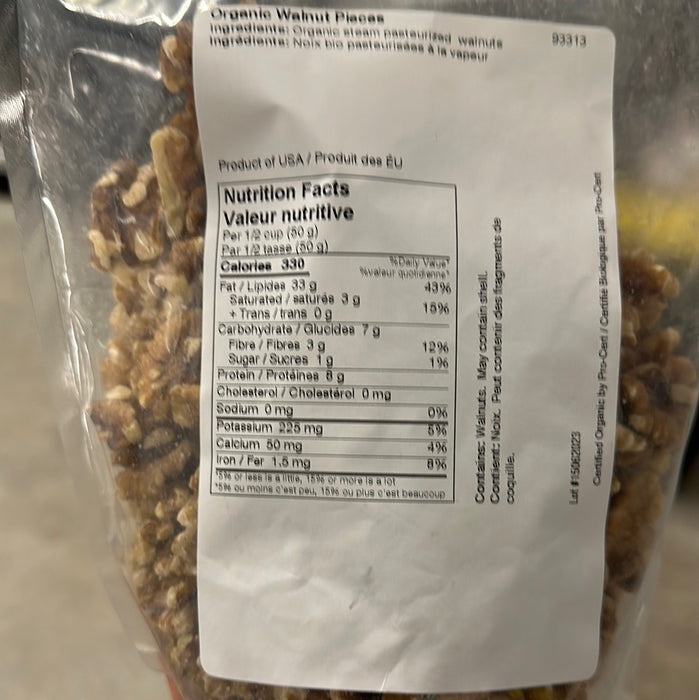 Organic Walnut Pieces
Ingredients: Organic steam pasteurized walnuts
Ingrédients: Noix bio pasteurisées à la vapeur
93313
Product of USA / Produit des ÉU
Nutrition Facts
Valeur nutritive
Per 1/2 cup (50 g)
Par 1/2 tasse (50 g)
Calories 330
% Daily Value*
% valeur quotidienne*
Fat / Lipides 33 g 43%
Saturated / saturés 3 g
+ Trans / trans 0 g 15%
Carbohydrate / Glucides 7 g
Fibre / Fibres 3 g 12%
Sugar / Sucres 1 g 1%
Protein / Protéines 8 g
Cholesterol / Cholestérol 0 mg
Sodium 0 mg 0%
Potassium 225 mg 5%
Calcium 50 mg 4%
Iron / Fer 1.5 mg 8%
*5% or less is a little, 15% or more is a lot
*5% ou moins c'est peu, 15% ou plus c'est beaucoup
Contains: Walnuts. May contain shell.
Contient: Noix. Peut contenir des fragments de
coquille.
Lot #15062023
Certified Organic by Pro-Cert / Certifié Biologique par Pro-Cert